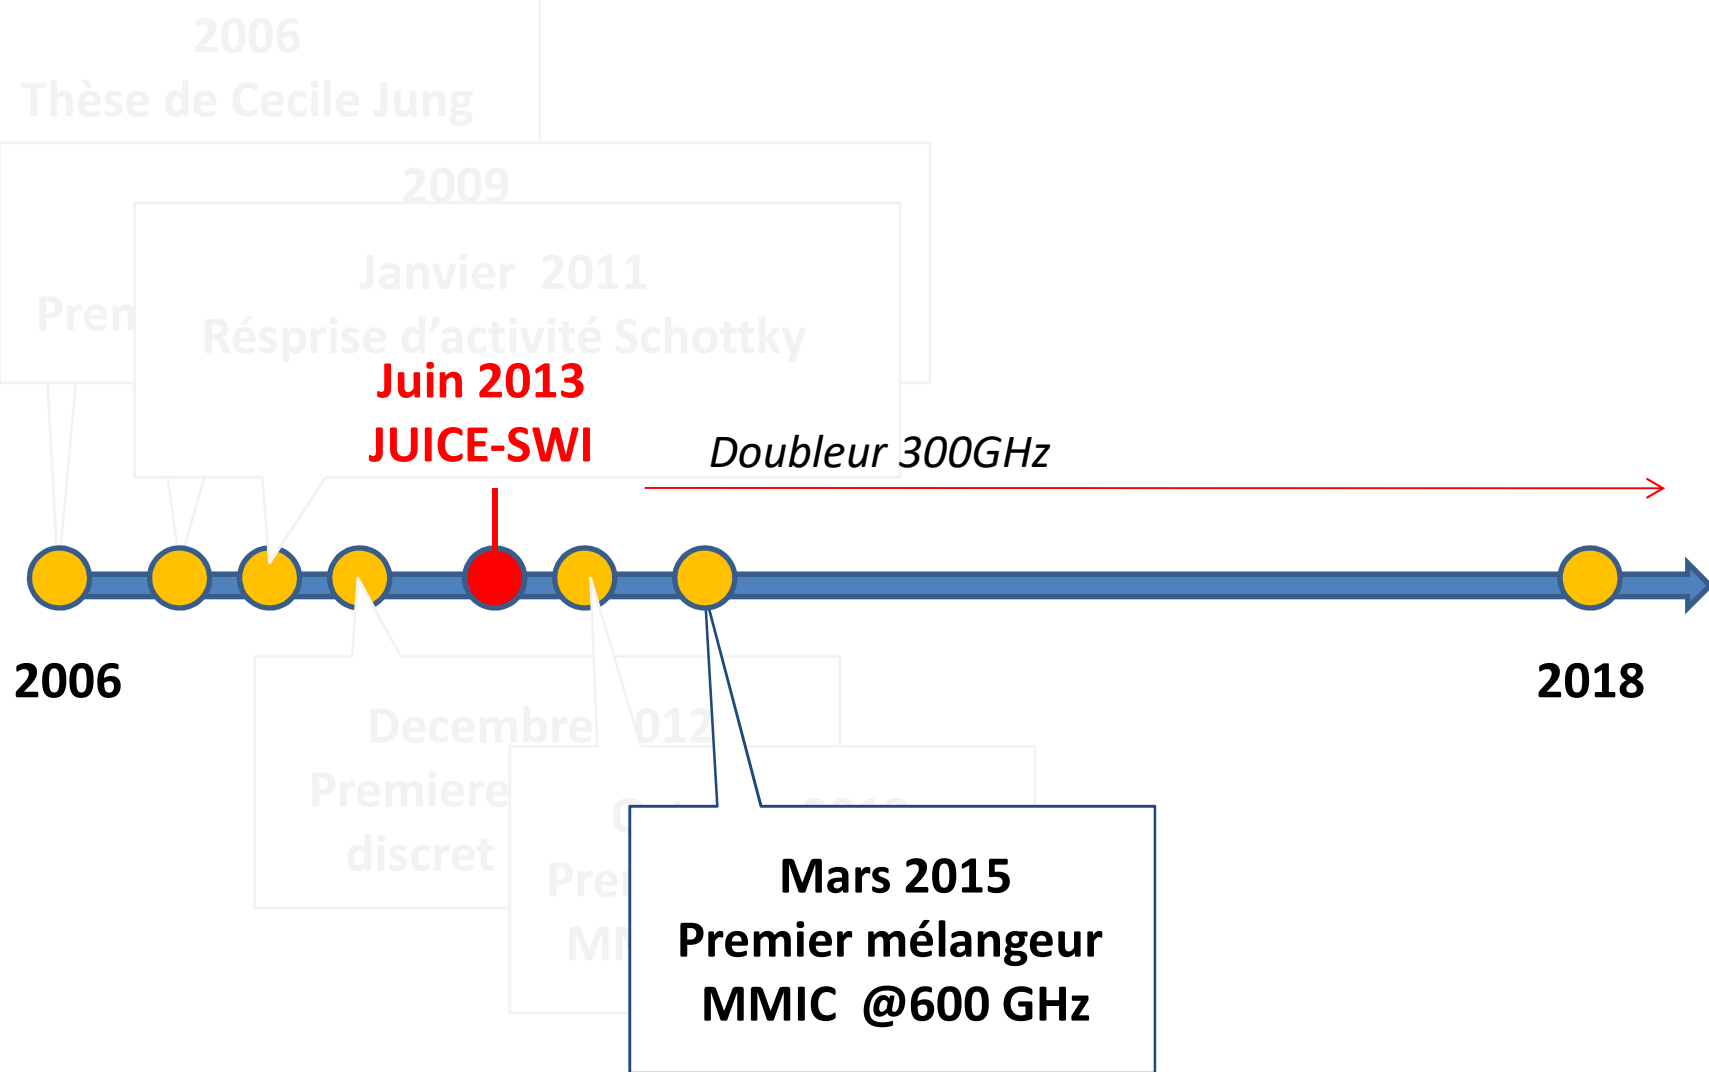 2006
Thèse de Cecile Jung
2009
Janvier 2011
Résprise d’activité Schottky
Juin 2013
JUICE-SWI
Doubleur 300GHz
2006
2018
Decembre
Premiere
discret
Mars 2015
Premier mélangeur
MMIC @600 GHz